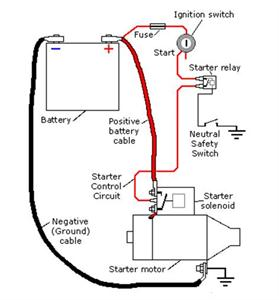 Ignition switch
Fuse
Start
− +
Starter relay
Battery
Positive
battery
cable
Neutral
Safety
Switch
Starter
Control
Circuit
Starter
solenoid
Negative
(Ground)
cable
Starter motor